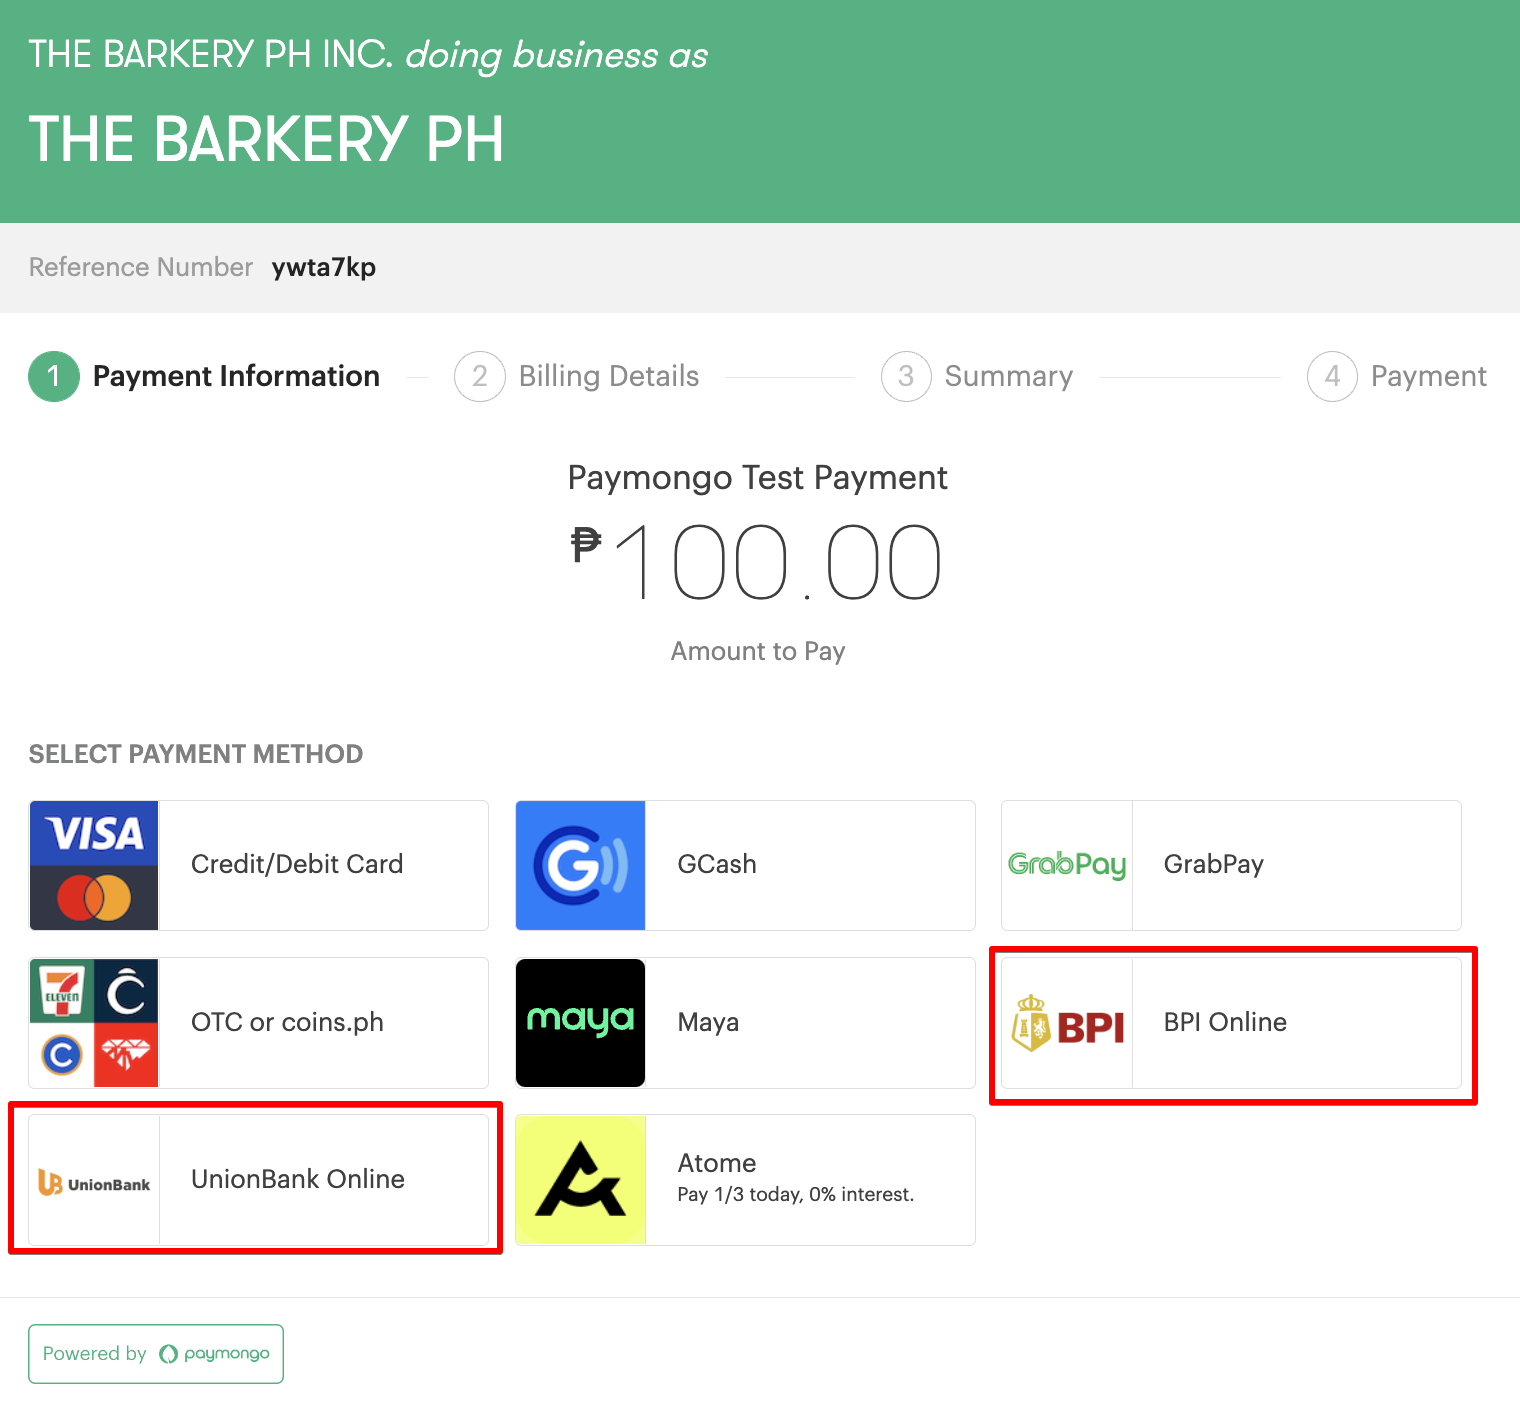 THE BARKERY PH INC. doing business as
THE BARKERY PH
Reference Number ywta7kp
1 Payment Information
2 Billing Details
3 Summary
4 Payment
Paymongo Test Payment
₱100.00
Amount to Pay
SELECT PAYMENT METHOD
VISA
Credit/Debit Card
G
GCash
GrabPay
GrabPay
7
ELEVEN
C
C
OTC or coins.ph
maya
Maya
BPI
BPI Online
UB UnionBank
UnionBank Online
Atome
Pay 1/3 today, 0% interest.
Powered by paymongo